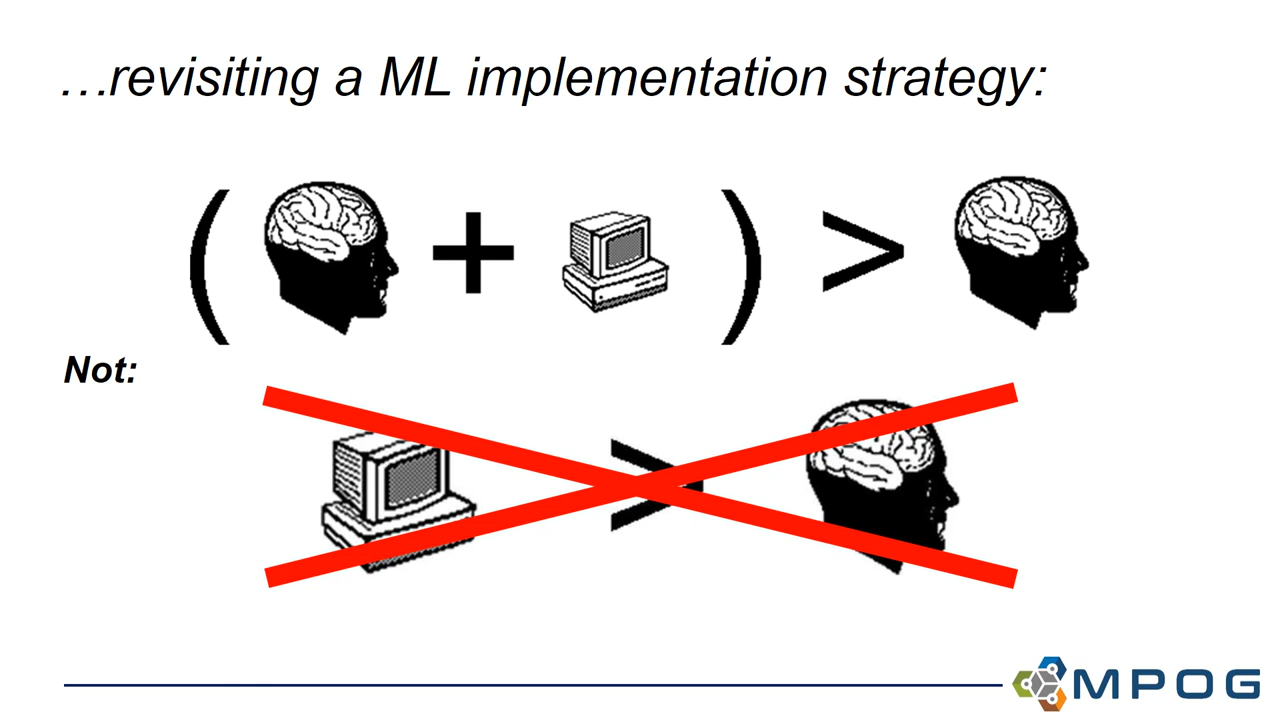 …revisiting a ML implementation strategy:
( + ) >
Not:
>
MPOG